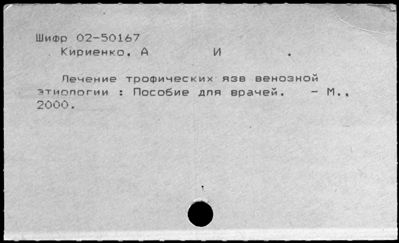 Шифр 02-50167
Кириенко, А И .
Лечение трофических язв венозной
этиологии : Пособие для врачей. - М.,
2000.